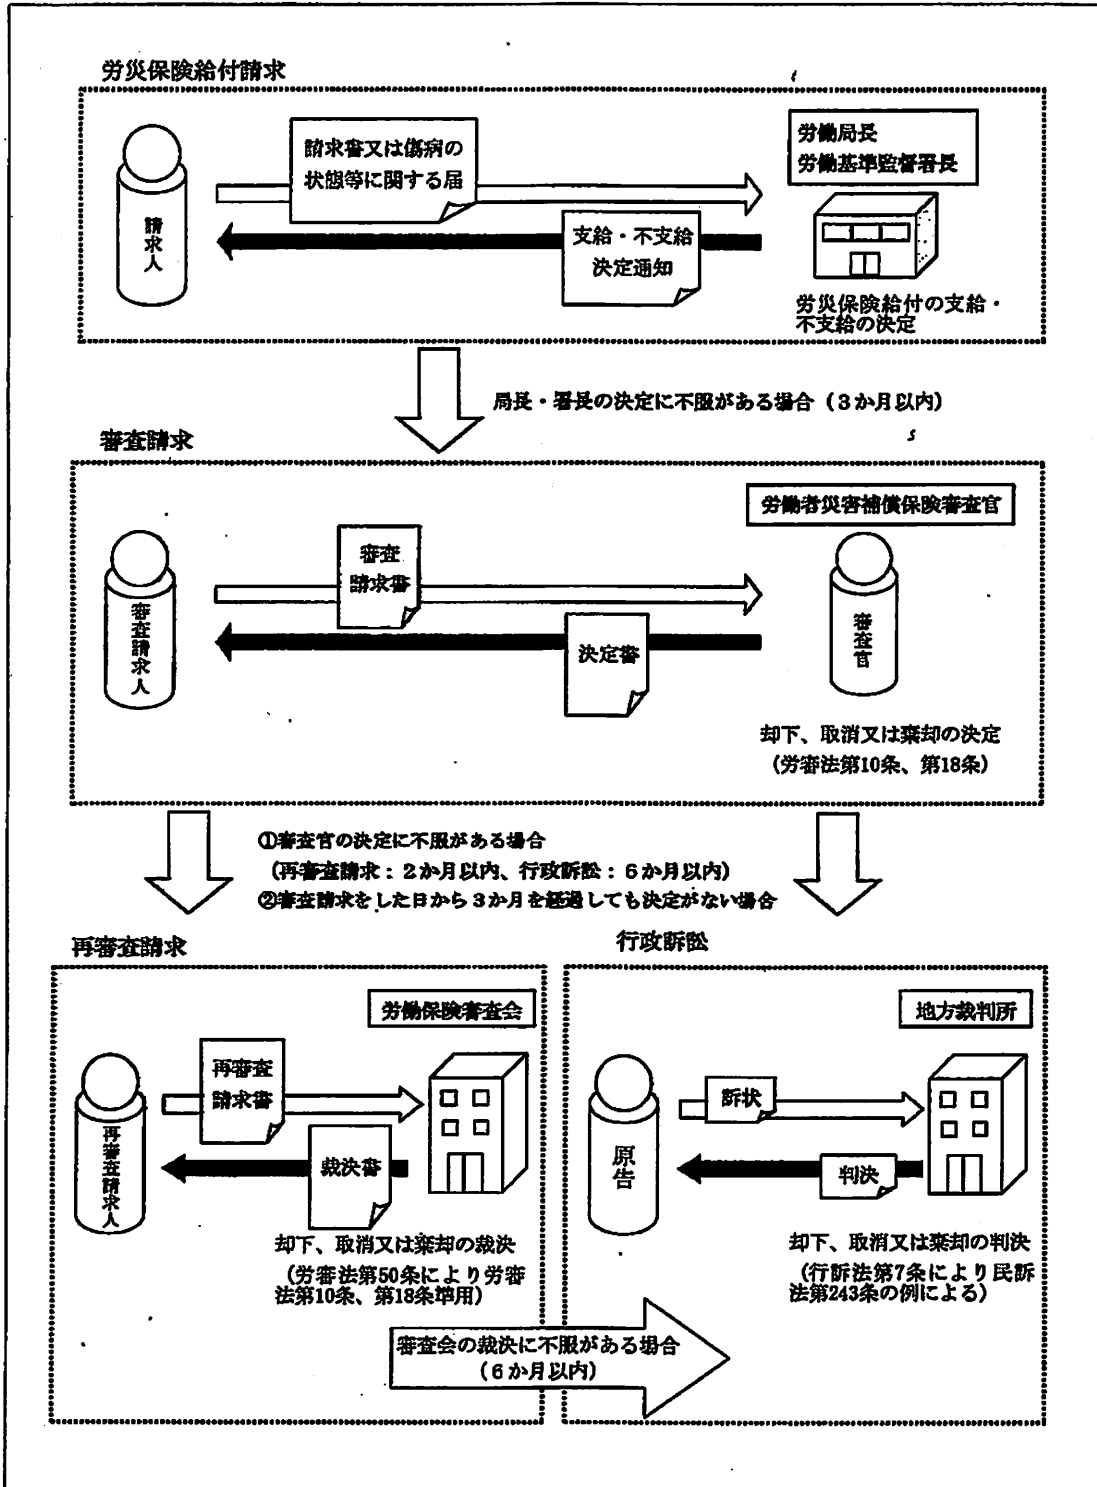 労災保険給付請求
請求書又は傷病の
状態等に関する届
労働局長
労働基準監督署長
請求人
支給・不支給
決定通知
労災保険給付の支給・
不支給の決定
局長・署長の決定に不服がある場合(3か月以内)
審査請求
労働者災害補償保険審査官
審査
請求書
審査請求人
決定書
審査官
却下、取消又は棄却の決定
(労審法第10条、第18条)
①審査官の決定に不服がある場合
(再審査請求:2か月以内、行政訴訟:6か月以内)
②審査請求をした日から3か月を経過しても決定がない場合
再審査請求
労働保険審査会
再審査
請求書
再審査請求人
裁決書
却下、取消又は棄却の裁決
(労審法第50条により労審
法第10条、第18条準用)
行政訴訟
地方裁判所
訴状
原告
判決
却下、取消又は棄却の判決
(行訴法第7条により民訴
法第243条の例による)
審査会の裁決に不服がある場合
(6か月以内)